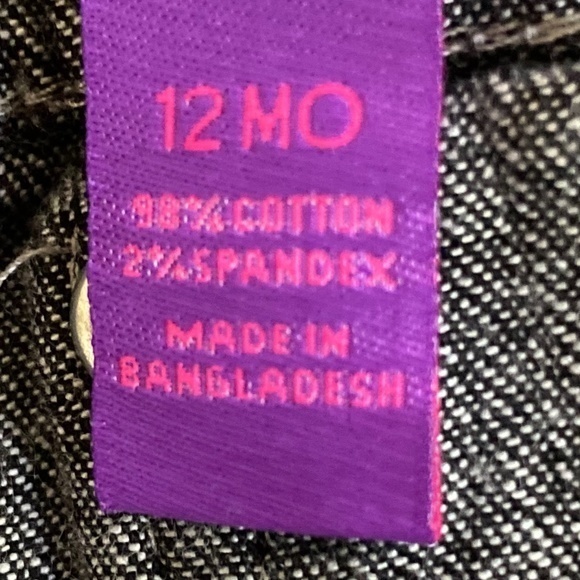 12 MO
98% COTTON
2% SPANDEX
MADE IN
BANGLADESH